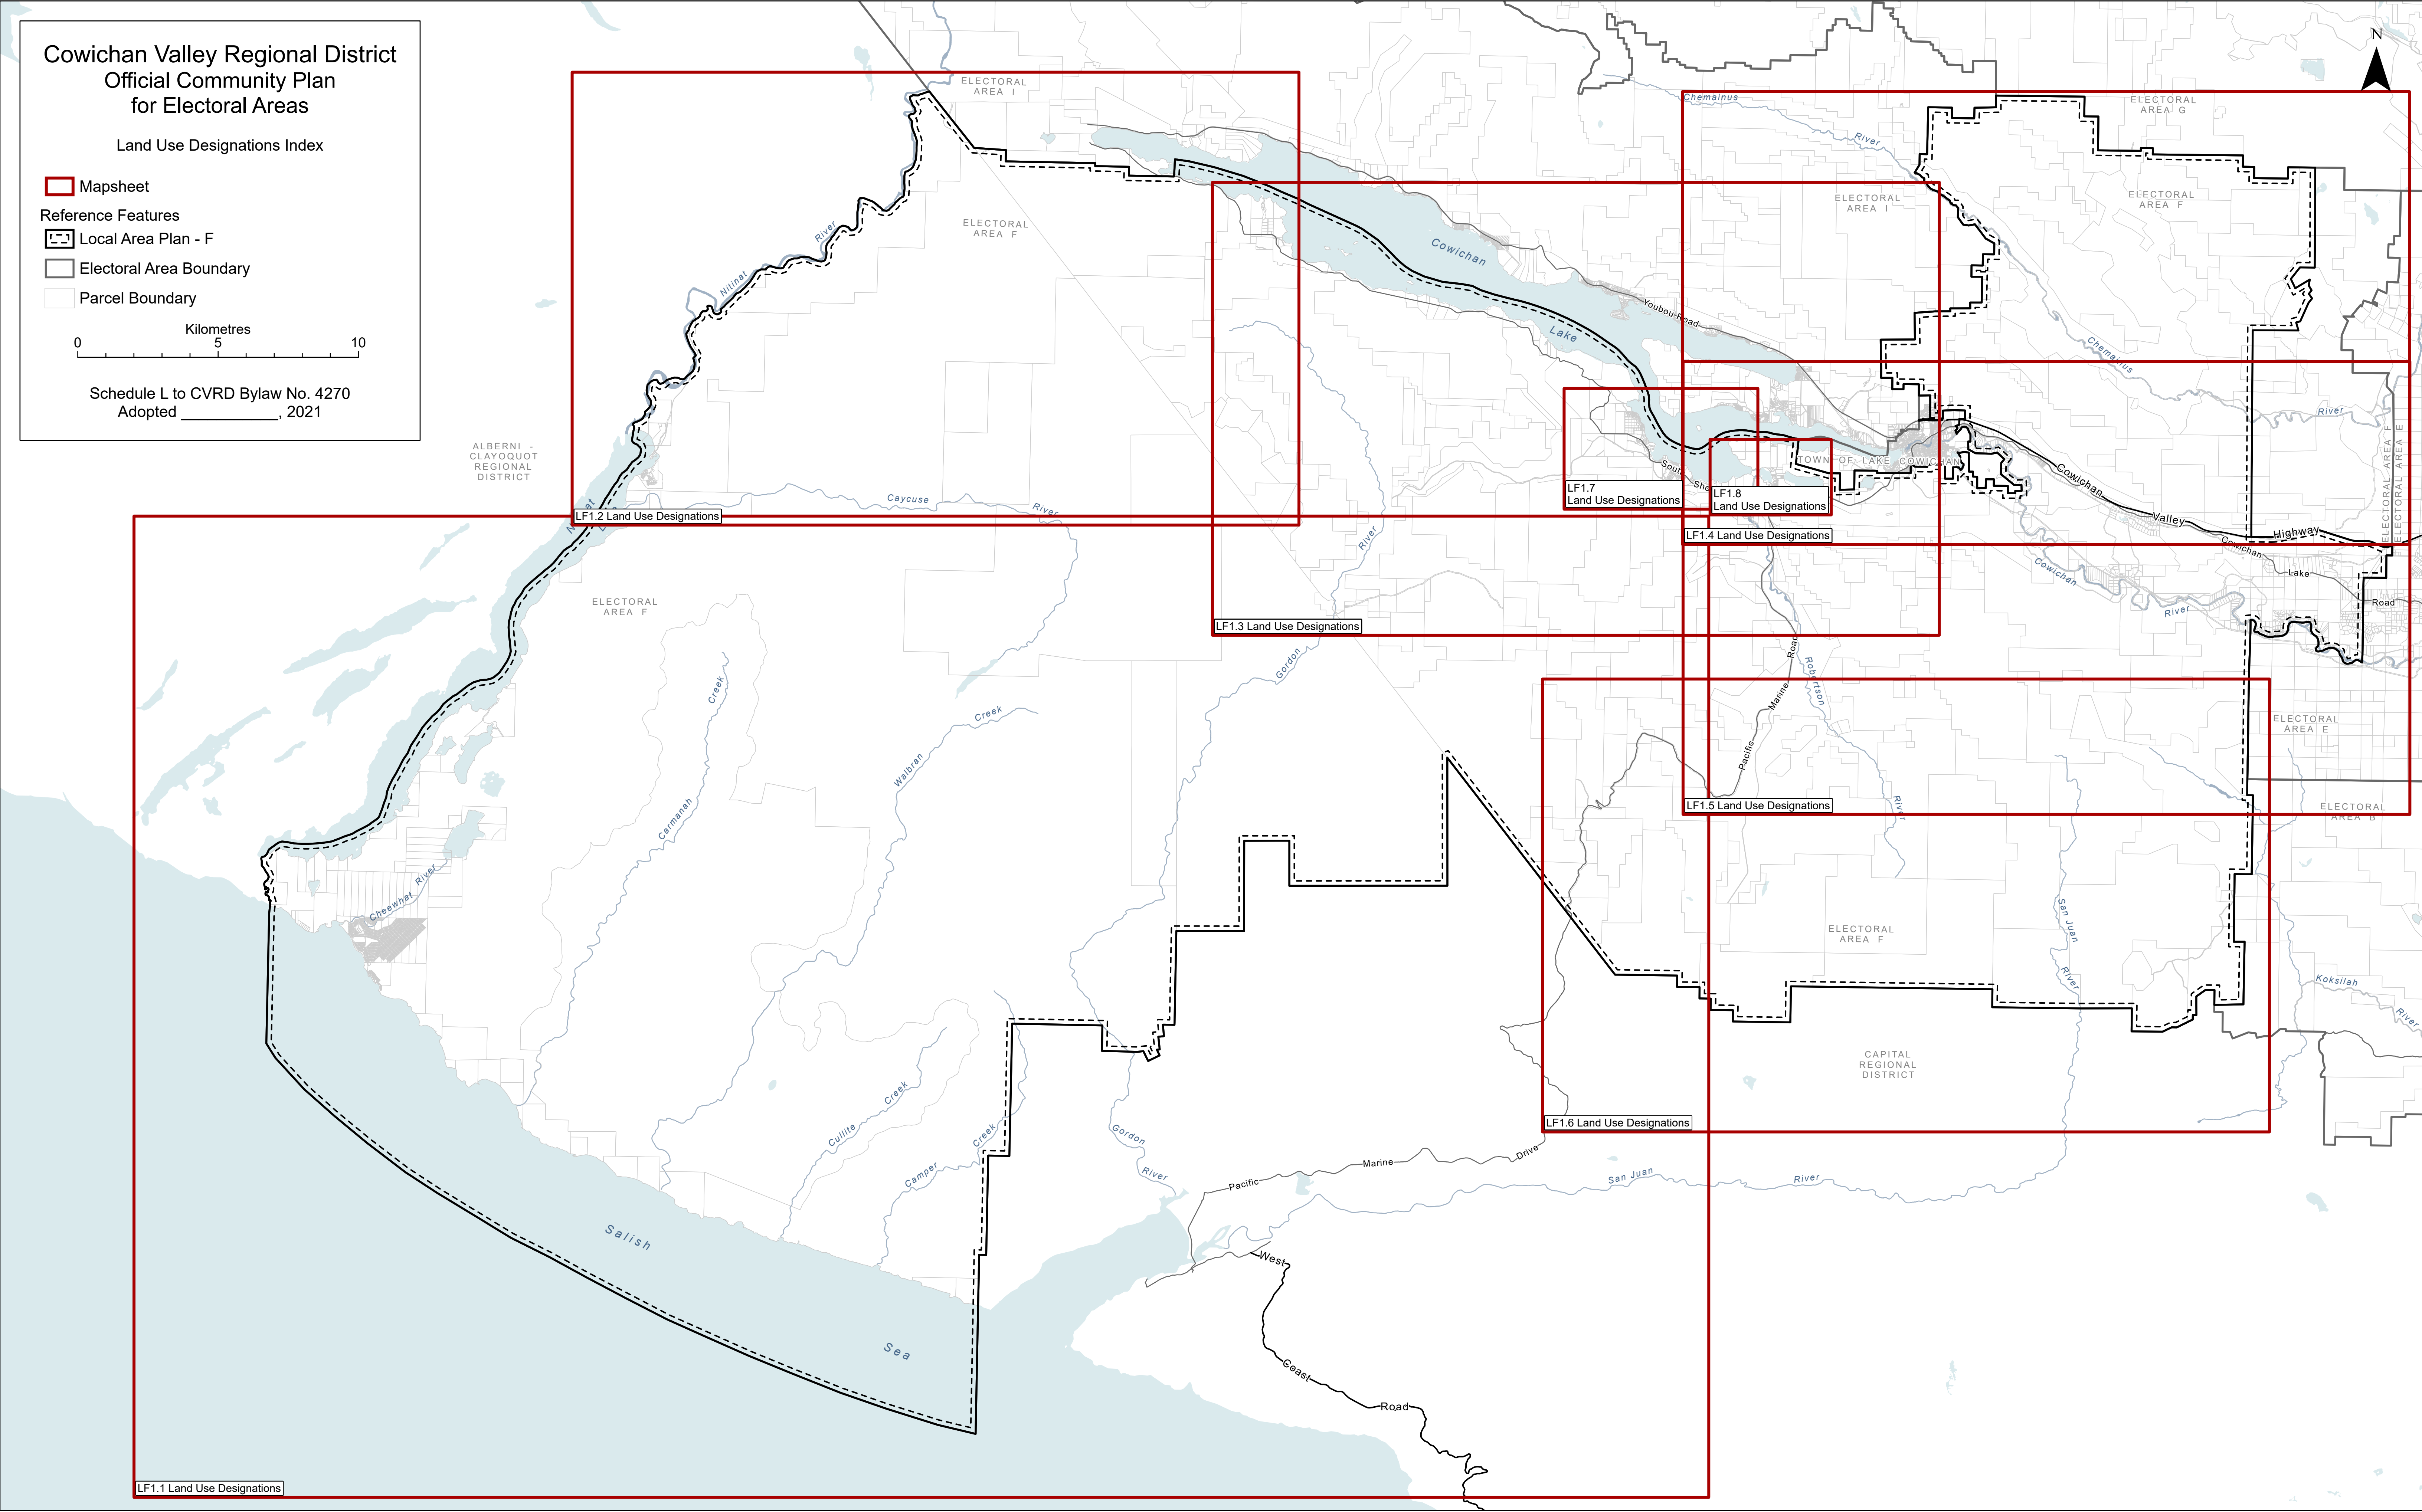 Cowichan Valley Regional District
Official Community Plan
for Electoral Areas
Land Use Designations Index
Mapsheet
Reference Features
Local Area Plan - F
Electoral Area Boundary
Parcel Boundary
Kilometres
0 5 10
Schedule L to CVRD Bylaw No. 4270
Adopted ____________, 2021
N
ELECTORAL
AREA I
ELECTORAL
AREA G
Chemainus
River
ELECTORAL
AREA I
ELECTORAL
AREA F
ELECTORAL
AREA F
Nitinat
River
Cowichan
Lake
Youbou Road
Chemainus
River
ELECTORAL AREA F
ELECTORAL AREA E
ALBERNI -
CLAYOQUOT
REGIONAL
DISTRICT
TOWN OF LAKE COWICHAN
Cowichan
Valley
Highway
Cowichan
Lake
Road
Caycuse
River
LF1.7
Land Use Designations
LF1.8
Land Use Designations
LF1.2 Land Use Designations
LF1.4 Land Use Designations
River
Cowichan
River
ELECTORAL
AREA F
LF1.3 Land Use Designations
Gordon
Pacific
Marine
Road
Robertson
River
ELECTORAL
AREA E
Creek
Carmanah
Creek
Walbran
LF1.5 Land Use Designations
ELECTORAL
AREA B
Cheewhat
River
ELECTORAL
AREA F
San Juan
River
Koksilah
River
CAPITAL
REGIONAL
DISTRICT
Creek
Cullite
Creek
Camper
Gordon
River
LF1.6 Land Use Designations
Pacific
Marine
Drive
San Juan
River
Salish
Sea
West
Coast
Road
LF1.1 Land Use Designations